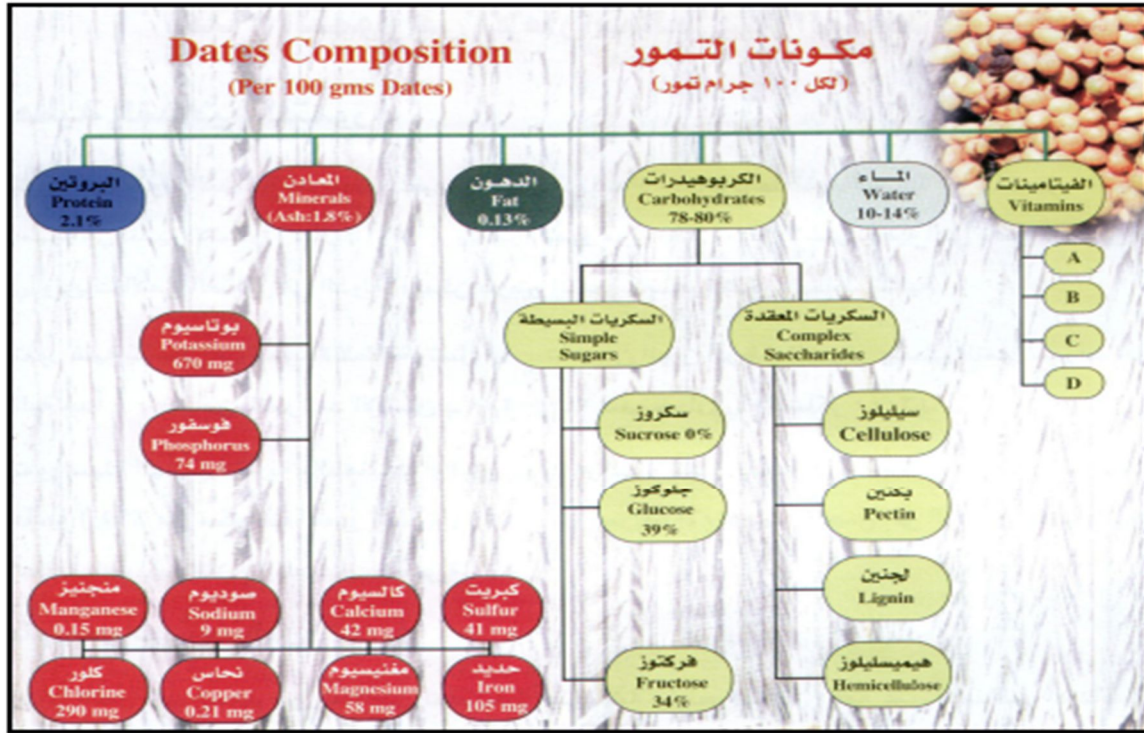 Dates Composition
(Per 100 gms Dates)
مكونات التـمـور
(لكل ١٠٠ جرام تمور)
البروتين
Protein
2.1%
المعادن
Minerals
(Ash:1.8%)
الدهـون
Fat
0.13%
الكربوهيدرات
Carbohydrates
78-80%
المـاء
Water
10-14%
الفيتامينات
Vitamins
A
B
C
D
بوتاسيوم
Potassium
670 mg
فوسفور
Phosphorus
74 mg
منجنيز
Manganese
0.15 mg
صوديوم
Sodium
9 mg
كالسيوم
Calcium
42 mg
كبريت
Sulfur
41 mg
كلور
Chlorine
290 mg
نحاس
Copper
0.21 mg
مغنيسيوم
Magnesium
58 mg
حديد
Iron
105 mg
السكريات البسيطة
Simple
Sugars
سكروز
Sucrose 0%
جلوكوز
Glucose
39%
فركتوز
Fructose
34%
السكريات المعقدة
Complex
Saccharides
سيليلوز
Cellulose
Pectin
لجنين
Lignin
هيميسليلوز
Hemicellulose